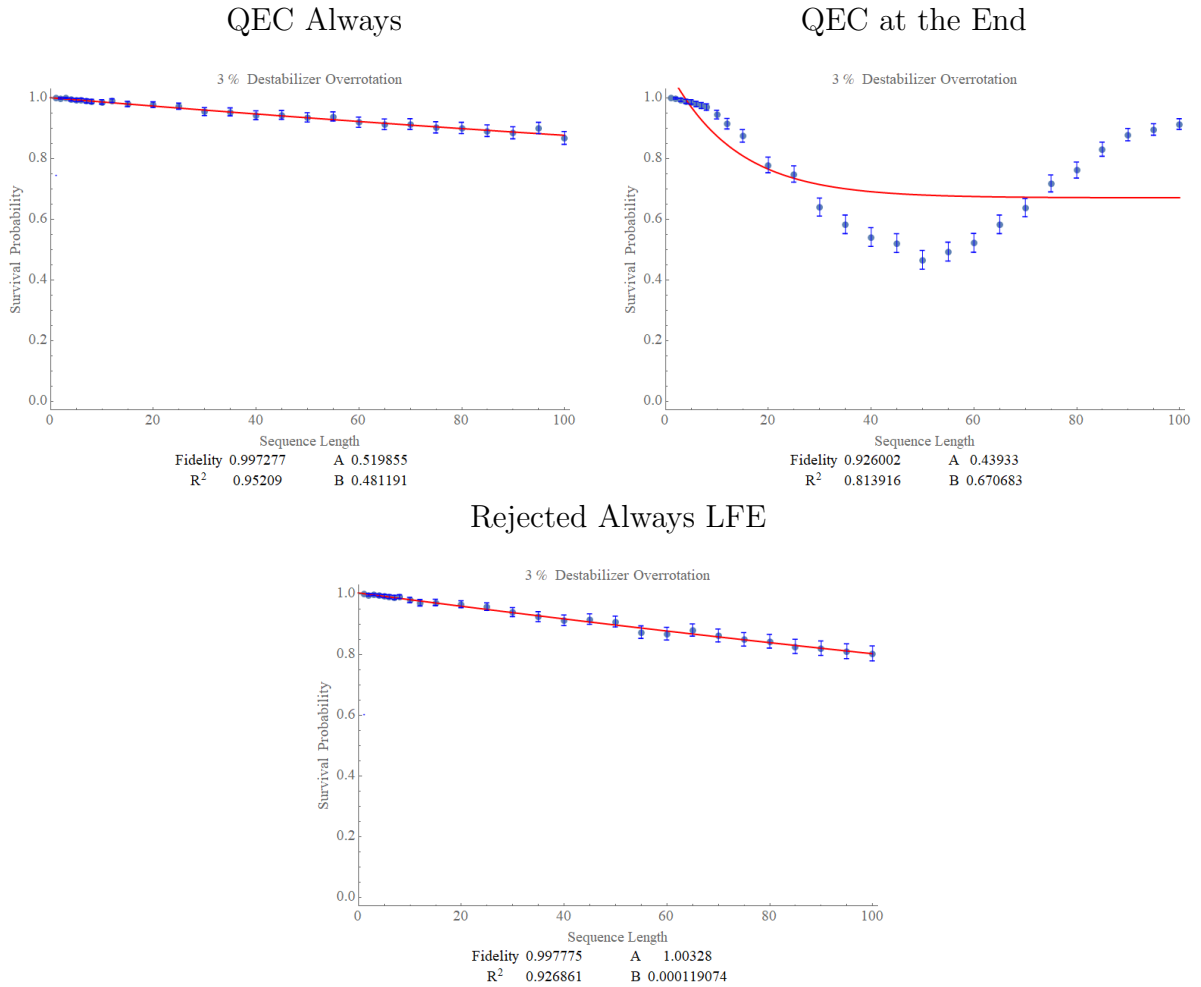 QEC Always
3 % Destabilizer Overrotation
Survival Probability
1.0
0.8
0.6
0.4
0.2
0.0
0 20 40 60 80 100
Sequence Length
Fidelity 0.997277 A 0.519855
R² 0.95209 B 0.481191
QEC at the End
3 % Destabilizer Overrotation
Survival Probability
1.0
0.8
0.6
0.4
0.2
0.0
0 20 40 60 80 100
Sequence Length
Fidelity 0.926002 A 0.43933
R² 0.813916 B 0.670683
Rejected Always LFE
3 % Destabilizer Overrotation
Survival Probability
1.0
0.8
0.6
0.4
0.2
0.0
0 20 40 60 80 100
Sequence Length
Fidelity 0.997775 A 1.00328
R² 0.926861 B 0.000119074